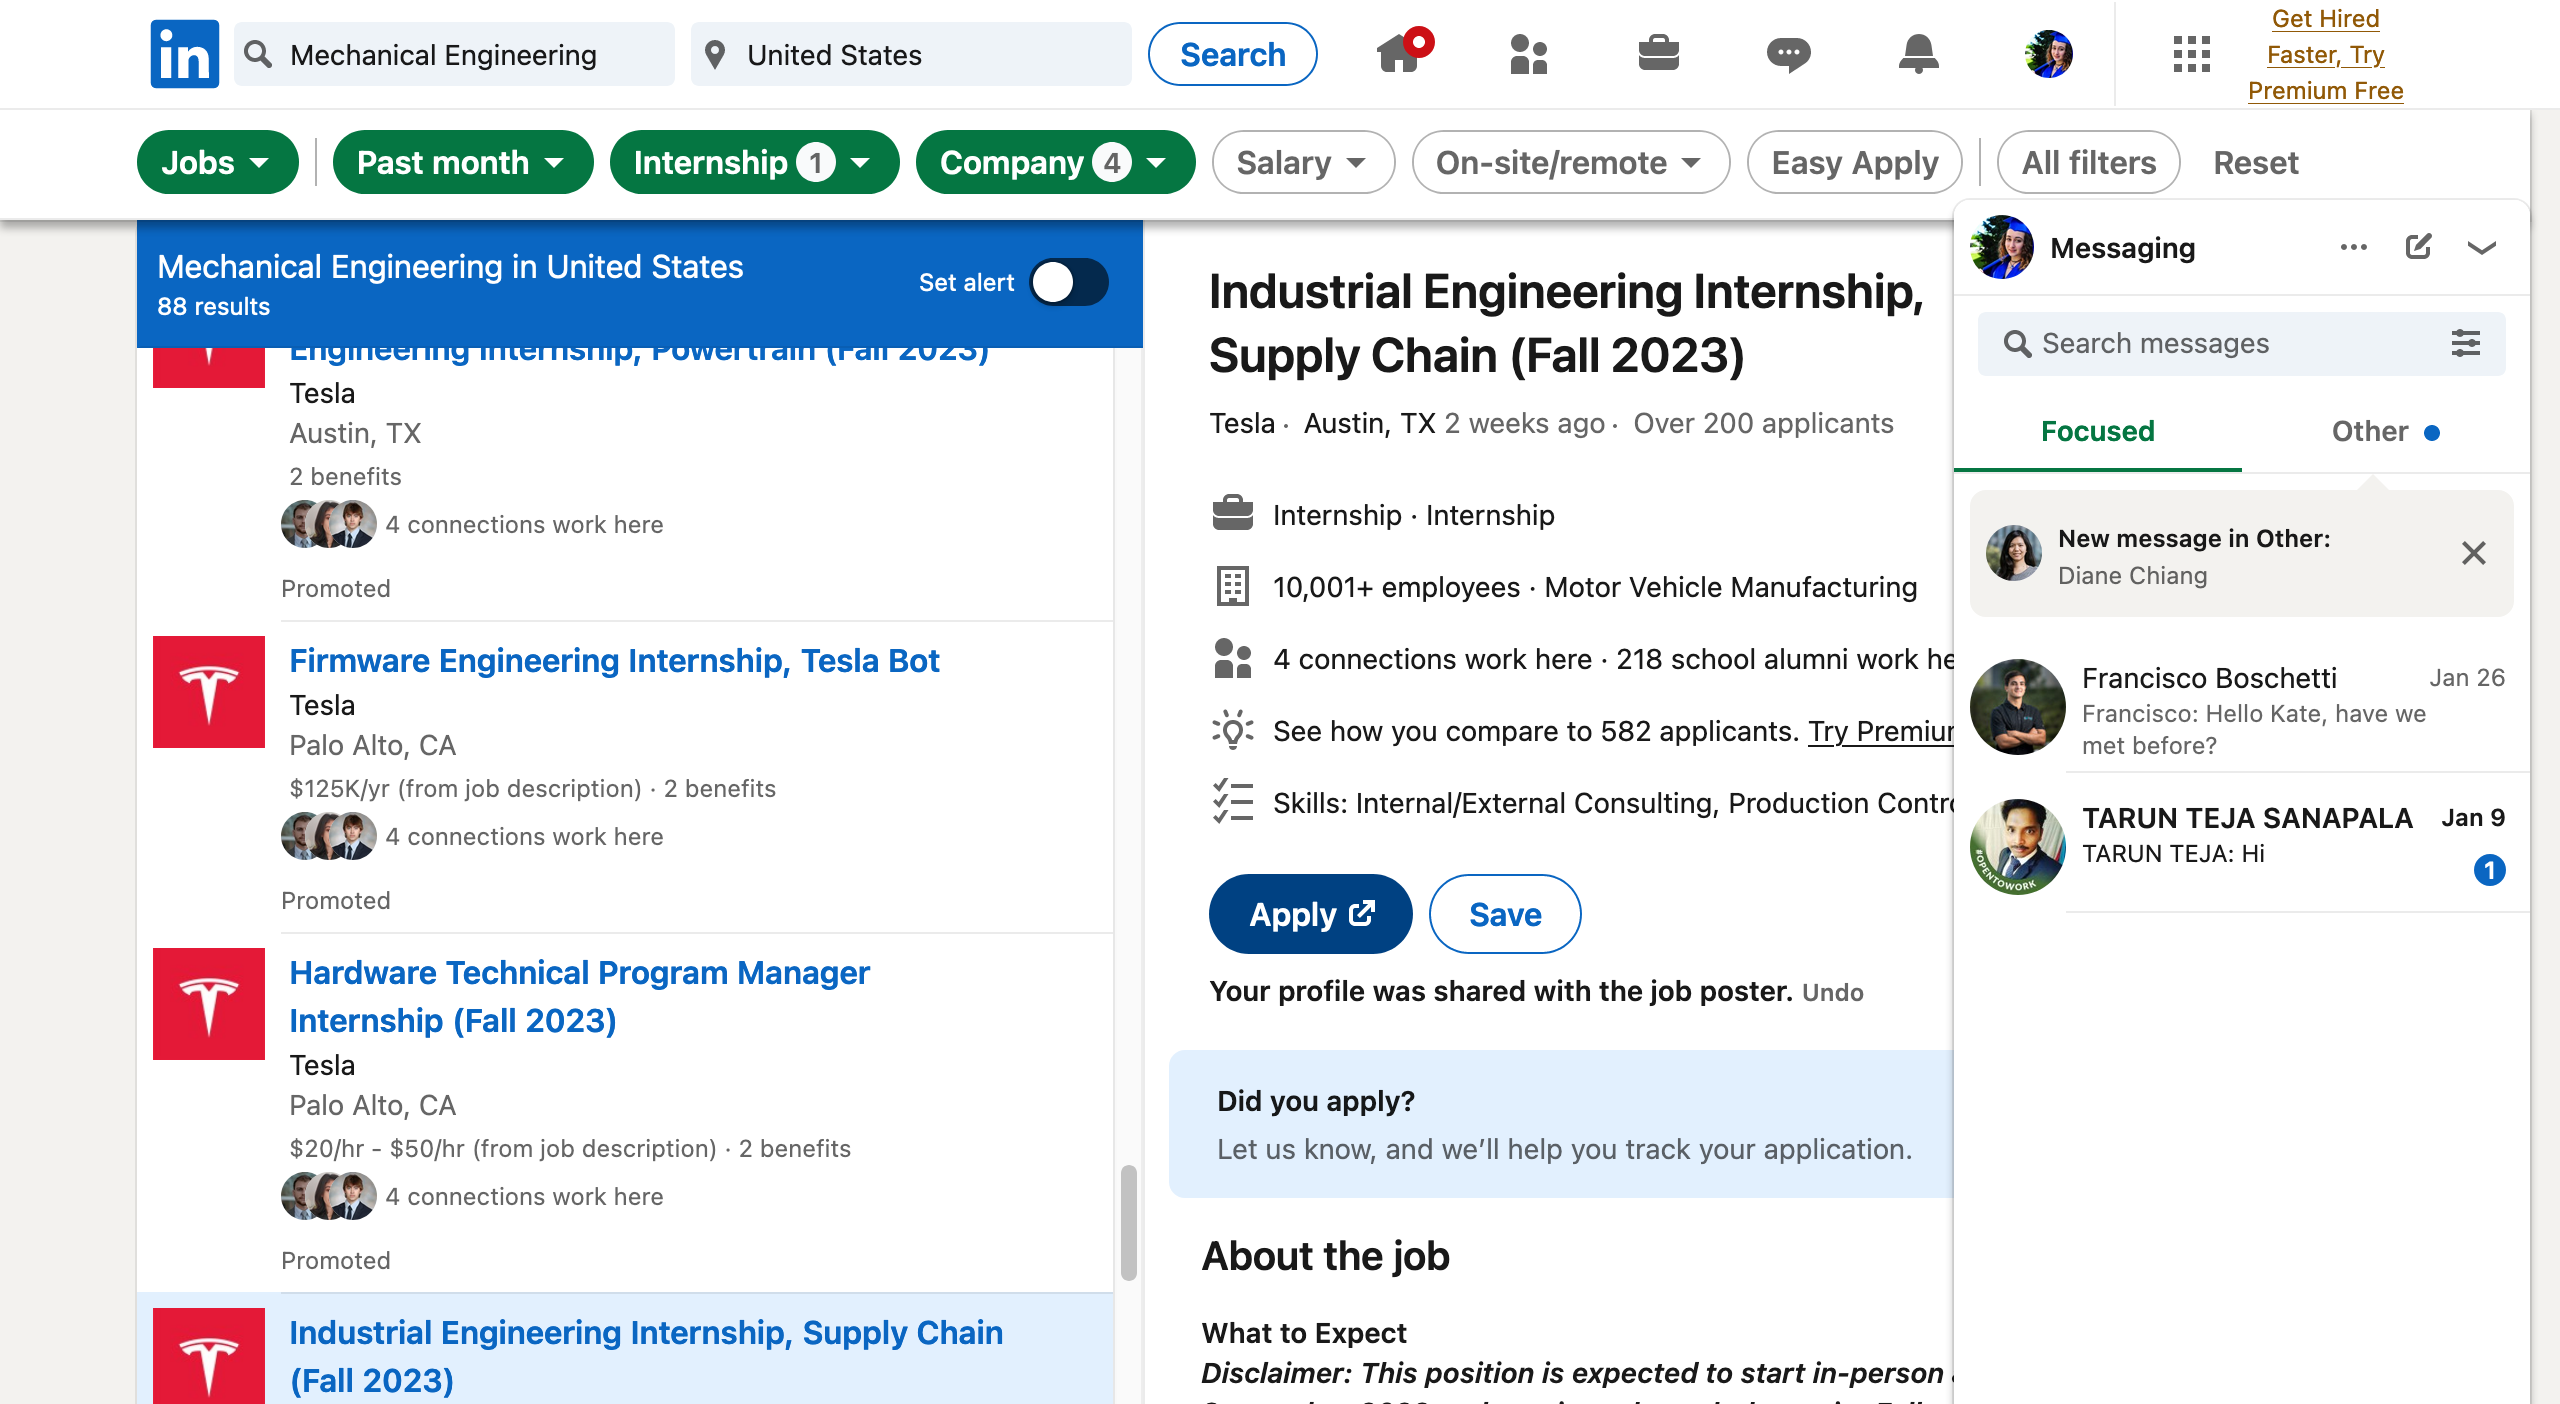 in
Mechanical Engineering
United States
Search
Get Hired
Faster, Try
Premium Free
Jobs
Past month
Internship 1
Company 4
Salary
On-site/remote
Easy Apply
All filters
Reset
Mechanical Engineering in United States
88 results
Set alert
Engineering Internship, Powertrain (Fall 2023)
Tesla
Austin, TX
2 benefits
4 connections work here
Promoted
Firmware Engineering Internship, Tesla Bot
Tesla
Palo Alto, CA
$125K/yr (from job description) · 2 benefits
4 connections work here
Promoted
Hardware Technical Program Manager
Internship (Fall 2023)
Tesla
Palo Alto, CA
$20/hr - $50/hr (from job description) · 2 benefits
4 connections work here
Promoted
Industrial Engineering Internship, Supply Chain
(Fall 2023)
Industrial Engineering Internship,
Supply Chain (Fall 2023)
Tesla · Austin, TX 2 weeks ago · Over 200 applicants
Internship · Internship
10,001+ employees · Motor Vehicle Manufacturing
4 connections work here · 218 school alumni work he
See how you compare to 582 applicants. Try Premiu
Skills: Internal/External Consulting, Production Contr
Apply
Save
Your profile was shared with the job poster. Undo
Did you apply?
Let us know, and we’ll help you track your application.
About the job
What to Expect
Disclaimer: This position is expected to start in-person
Messaging
Search messages
Focused
Other
New message in Other:
Diane Chiang
Francisco Boschetti
Jan 26
Francisco: Hello Kate, have we
met before?
#OPENTOWORK
TARUN TEJA SANAPALA
Jan 9
TARUN TEJA: Hi
1